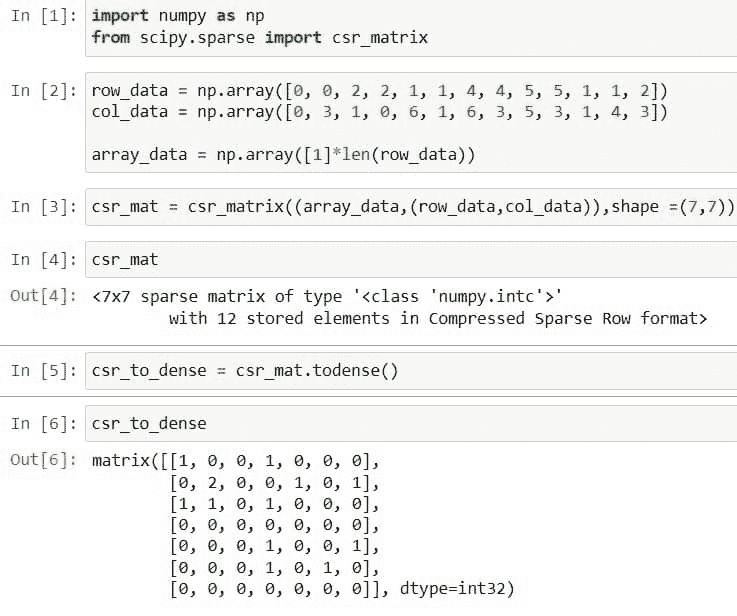 In [1]: import numpy as np
from scipy.sparse import csr_matrix
In [2]: row_data = np.array([0, 0, 2, 2, 1, 1, 4, 4, 5, 5, 1, 1, 2])
col_data = np.array([0, 3, 1, 0, 6, 1, 6, 3, 5, 3, 1, 4, 3])
array_data = np.array([1]*len(row_data))
In [3]: csr_mat = csr_matrix((array_data,(row_data,col_data)),shape =(7,7))
In [4]: csr_mat
Out[4]: <7x7 sparse matrix of type '<class 'numpy.intc'>'
with 12 stored elements in Compressed Sparse Row format>
In [5]: csr_to_dense = csr_mat.todense()
In [6]: csr_to_dense
Out[6]: matrix([[1, 0, 0, 1, 0, 0, 0],
[0, 2, 0, 0, 1, 0, 1],
[1, 1, 0, 1, 0, 0, 0],
[0, 0, 0, 0, 0, 0, 0],
[0, 0, 0, 1, 0, 0, 1],
[0, 0, 0, 1, 0, 1, 0],
[0, 0, 0, 0, 0, 0, 0]], dtype=int32)